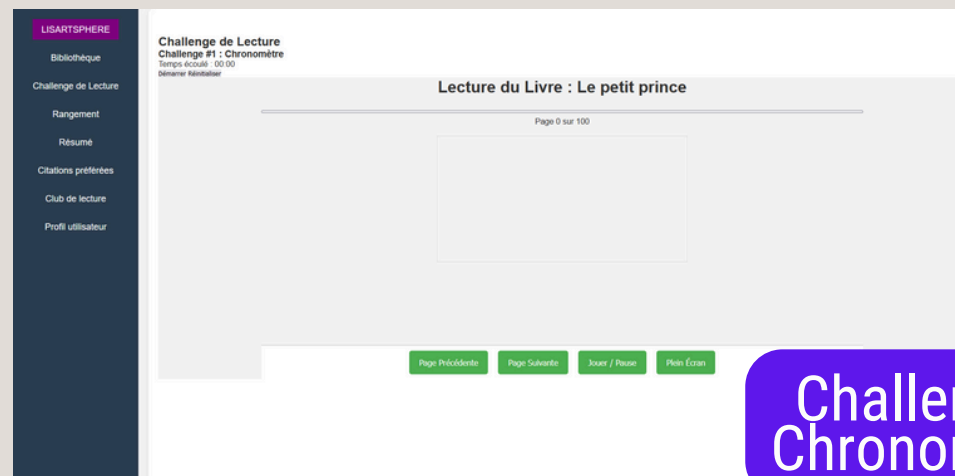 LISARTSPHERE
Bibliothèque
Challenge de Lecture
Rangement
Résumé
Citations préférées
Club de lecture
Profil utilisateur
Challenge de Lecture
Challenge #1 : Chronomètre
Temps écoulé : 00:00
Démarrer Réinitialiser
Lecture du Livre : Le petit prince
Page 0 sur 100
Page Précédente Page Suivante Jouer / Pause Plein Écran